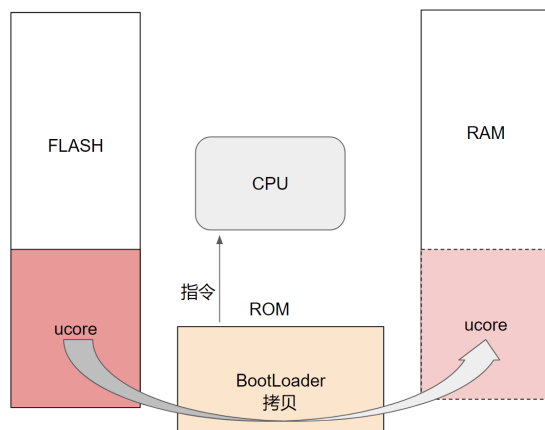 FLASH
RAM
CPU
指令
ROM
ucore
ucore
BootLoader
拷贝